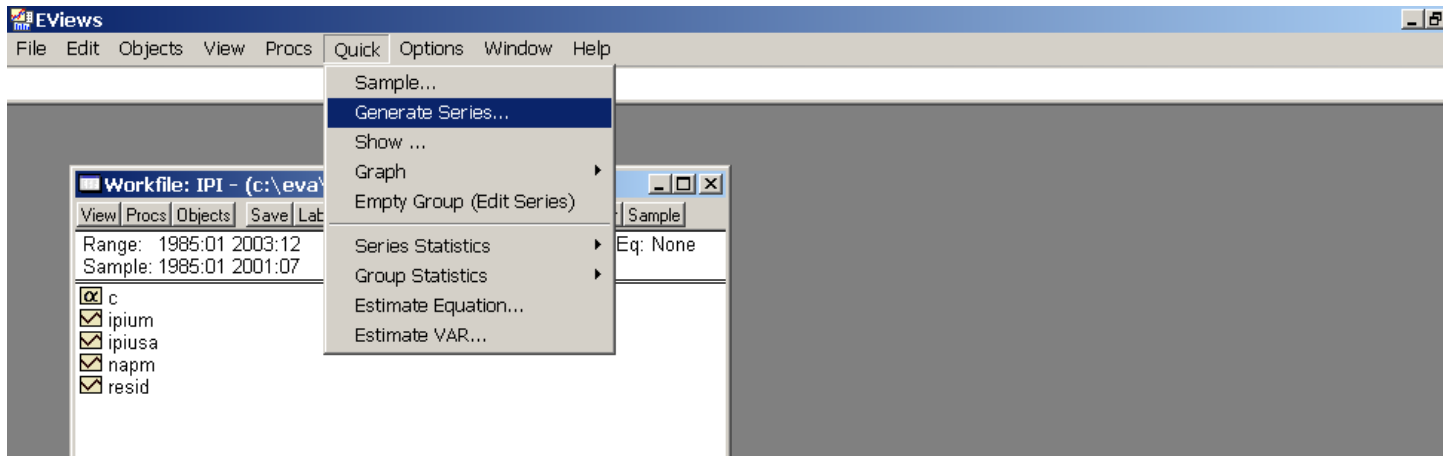 EViews
File Edit Objects View Procs Quick Options Window Help
Sample...
Generate Series...
Show ...
Graph
Empty Group (Edit Series)
Series Statistics
Group Statistics
Estimate Equation...
Estimate VAR...
Workfile: IPI - (c:\eva\
View Procs Objects Save Lab Sample
Range: 1985:01 2003:12 Eq: None
Sample: 1985:01 2001:07
α c
ipium
ipiusa
napm
resid